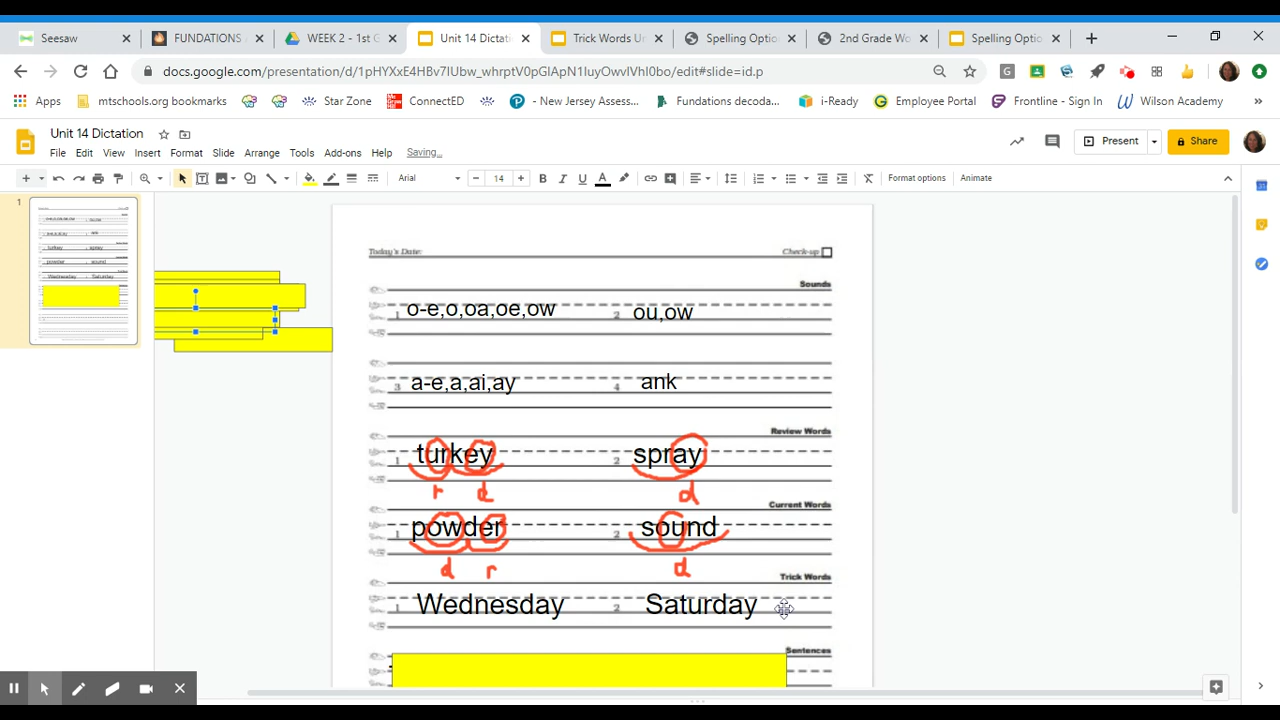 Seesaw
FUNDATIONS
WEEK 2 - 1st G
Unit 14 Dictati
Trick Words Un
Spelling Optio
2nd Grade Wo
Spelling Option
docs.google.com/presentation/d/1pHYXxE4HBv7lUbw_whrptV0pGlApN1IuyOwvlVhI0bo/edit#slide=id.p
Apps
mtschools.org bookmarks
Star Zone
ConnectED
- New Jersey Assess...
Fundations decoda...
i-Ready
Employee Portal
Frontline - Sign In
Wilson Academy
»
Unit 14 Dictation
File Edit View Insert Format Slide Arrange Tools Add-ons Help Saving...
Present
Share
Arial
14
B I U A
Format options
Animate
1
Today's Date:
Check-up
Sounds
1 o-e,o,oa,oe,ow
2 ou,ow
3 a-e,a,ai,ay
4 ank
Review Words
1 turkey
2 spray
r d
d
Current Words
1 powder
2 sound
d r
d
Trick Words
1 Wednesday
2 Saturday
Sentences